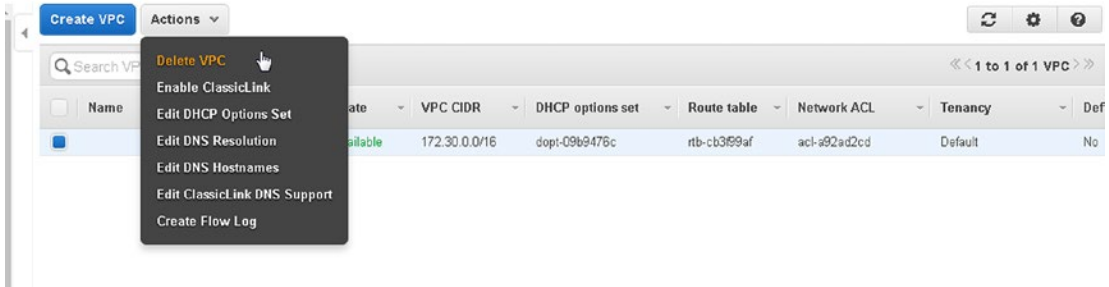 Create VPC Actions
Search VP 1 to 1 of 1 VPC
Delete VPC
Enable ClassicLink
Name ate VPC CIDR DHCP options set Route table Network ACL Tenancy Def
Edit DHCP Options Set
Edit DNS Resolution ailable 172.30.0.0/16 dopt-09b9476c rtb-cb3f99af acl-a92ad2cd Default No
Edit DNS Hostnames
Edit ClassicLink DNS Support
Create Flow Log